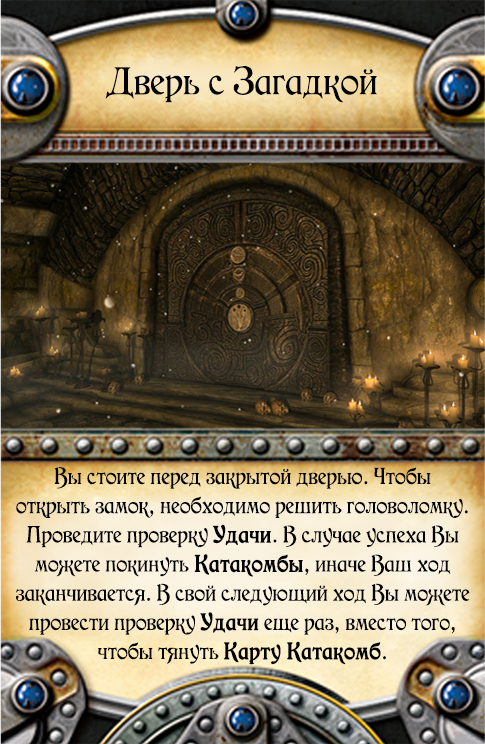 Дверь с Загадкой
Вы стоите перед закрытой дверью. Чтобы
открыть замок, необходимо решить головоломку.
Проведите проверку Удачи. В случае успеха Вы
можете покинуть Катакомбы, иначе Ваш ход
заканчивается. В свой следующий ход Вы можете
провести проверку Удачи еще раз, вместо того,
чтобы тянуть Карту Катакомб.